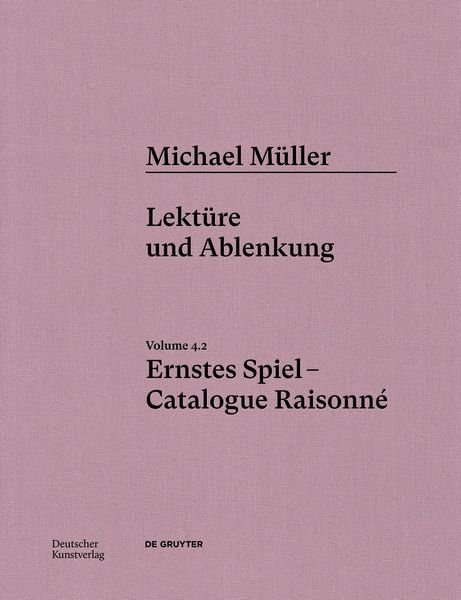 Michael Müller
Lektüre
und Ablenkung
Volume 4.2
Ernstes Spiel –
Catalogue Raisonné
Deutscher
Kunstverlag
DE GRUYTER